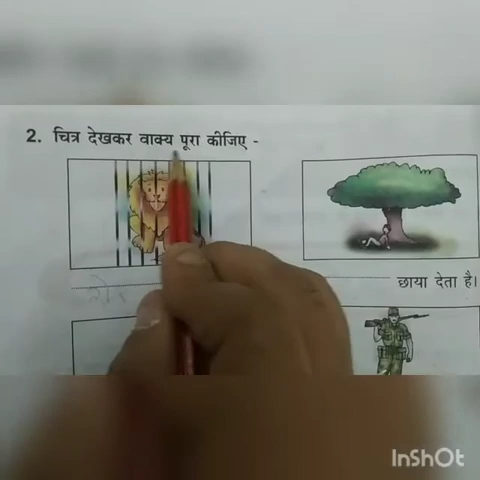 2. चित्र देखकर वाक्य पूरा कीजिए -
छाया देता है।
InShOt